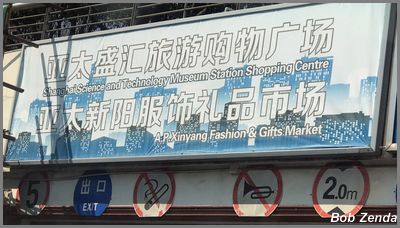 亚太盛汇旅游购物广场
Shanghai Science and Technology Museum Station Shopping Centre
亚太新阳服饰礼品市场
A.P. Xinyang Fashion & Gifts Market
5
出口
EXIT
2.0m
Bob Zenda